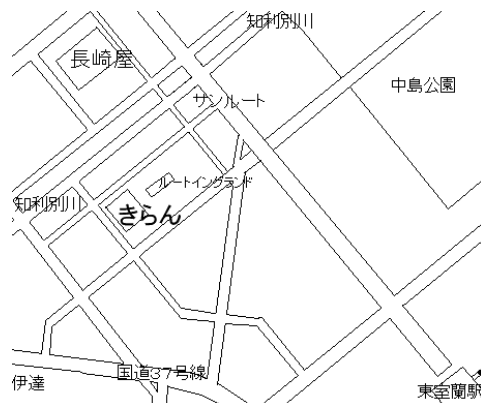 知利別川
長崎屋
中島公園
サンルート
ルートイングランド
知利別川
きらん
国道37号線
伊達
東室蘭駅